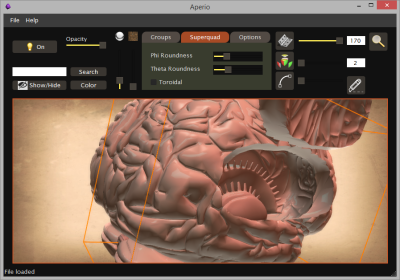 Aperio
File Help
On
Opacity
Groups Superquad Options
Phi Roundness
Theta Roundness
Toroidal
170
2
Search
Show/Hide Color
File loaded